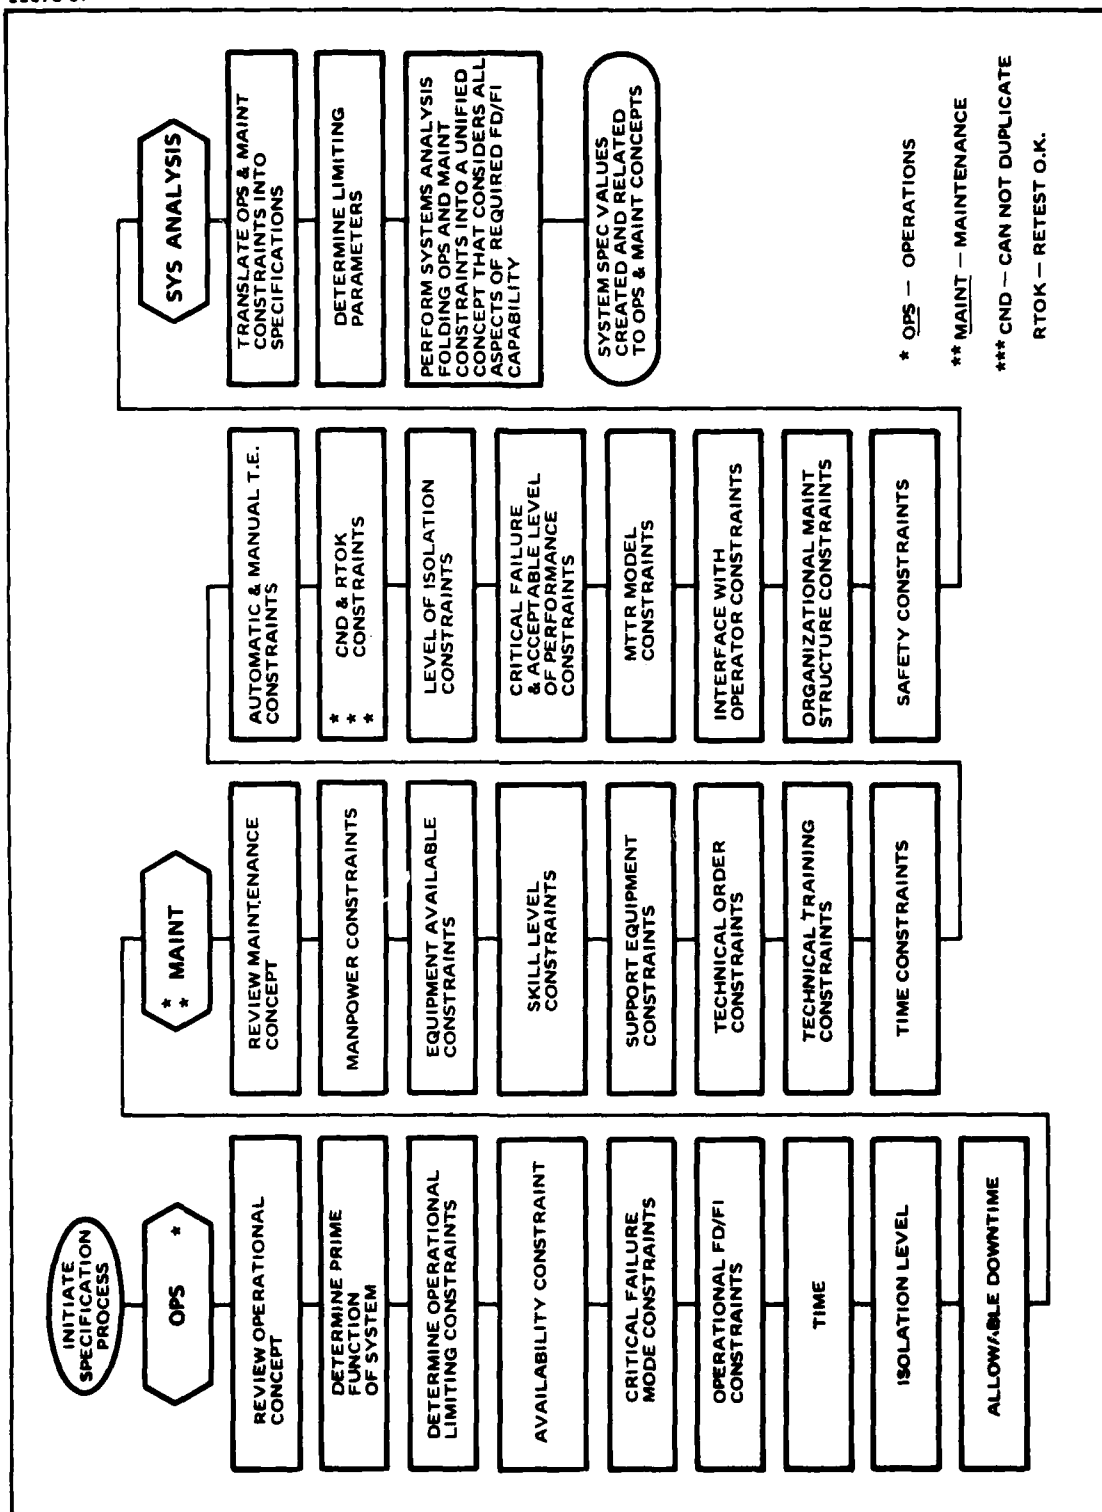 INITIATE
SPECIFICATION
PROCESS
OPS *
REVIEW OPERATIONAL
CONCEPT
DETERMINE PRIME
FUNCTION
OF SYSTEM
DETERMINE OPERATIONAL
LIMITING CONSTRAINTS
AVAILABILITY CONSTRAINT
CRITICAL FAILURE
MODE CONSTRAINTS
OPERATIONAL FD/FI
CONSTRAINTS
TIME
ISOLATION LEVEL
ALLOWABLE DOWNTIME
** MAINT
REVIEW MAINTENANCE
CONCEPT
MANPOWER CONSTRAINTS
EQUIPMENT AVAILABLE
CONSTRAINTS
SKILL LEVEL
CONSTRAINTS
SUPPORT EQUIPMENT
CONSTRAINTS
TECHNICAL ORDER
CONSTRAINTS
TECHNICAL TRAINING
CONSTRAINTS
TIME CONSTRAINTS
AUTOMATIC & MANUAL T.E.
CONSTRAINTS
*** CND & RTOK
CONSTRAINTS
LEVEL OF ISOLATION
CONSTRAINTS
CRITICAL FAILURE
& ACCEPTABLE LEVEL
OF PERFORMANCE
CONSTRAINTS
MTTR MODEL
CONSTRAINTS
INTERFACE WITH
OPERATOR CONSTRAINTS
ORGANIZATIONAL MAINT
STRUCTURE CONSTRAINTS
SAFETY CONSTRAINTS
SYS ANALYSIS
TRANSLATE OPS & MAINT
CONSTRAINTS INTO
SPECIFICATIONS
DETERMINE LIMITING
PARAMETERS
PERFORM SYSTEMS ANALYSIS
FOLDING OPS AND MAINT
CONSTRAINTS INTO A UNIFIED
CONCEPT THAT CONSIDERS ALL
ASPECTS OF REQUIRED FD/FI
CAPABILITY
SYSTEM SPEC VALUES
CREATED AND RELATED
TO OPS & MAINT CONCEPTS
* OPS — OPERATIONS
** MAINT — MAINTENANCE
*** CND — CAN NOT DUPLICATE
RTOK — RETEST O.K.